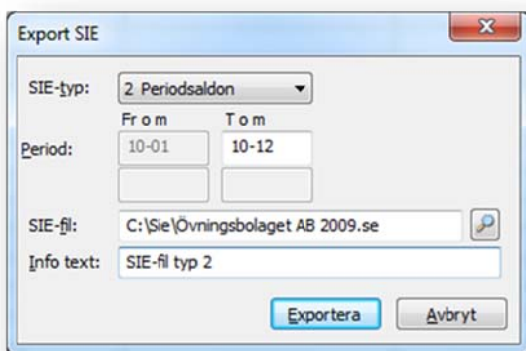 Export SIE
SIE-typ: 2 Periodsaldon
Fr o m T o m
Period: 10-01 10-12
SIE-fil: C:\Sie\Övningsbolaget AB 2009.se
Info text: SIE-fil typ 2
Exportera Avbryt